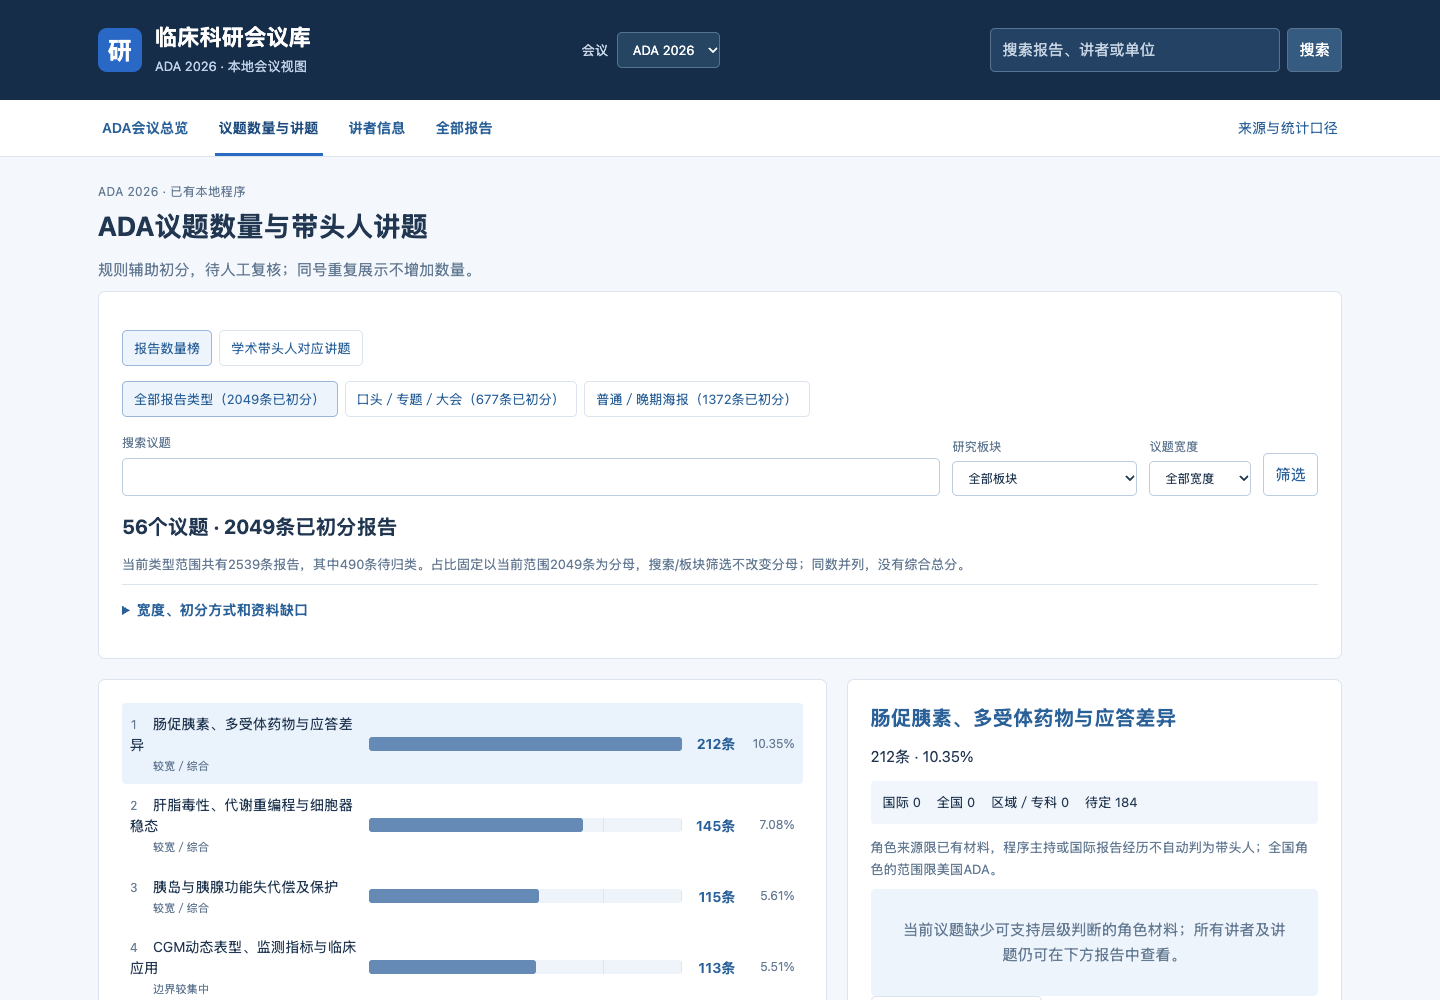 研
临床科研会议库
ADA 2026 · 本地会议视图
会议
ADA 2026
搜索报告、讲者或单位
搜索
ADA会议总览
议题数量与讲题
讲者信息
全部报告
来源与统计口径
ADA 2026 · 已有本地程序
ADA议题数量与带头人讲题
规则辅助初分，待人工复核；同号重复展示不增加数量。
报告数量榜
学术带头人对应讲题
全部报告类型（2049条已初分）
口头 / 专题 / 大会（677条已初分）
普通 / 晚期海报（1372条已初分）
搜索议题
研究板块
议题宽度
全部板块
全部宽度
筛选
56个议题 · 2049条已初分报告
当前类型范围共有2539条报告，其中490条待归类。占比固定以当前范围2049条为分母，搜索/板块筛选不改变分母；同数并列，没有综合总分。
▶ 宽度、初分方式和资料缺口
1 肠促胰素、多受体药物与应答差
异
较宽 / 综合
212条
10.35%
2 肝脂毒性、代谢重编程与细胞器
稳态
较宽 / 综合
145条
7.08%
3 胰岛与胰腺功能失代偿及保护
较宽 / 综合
115条
5.61%
4 CGM动态表型、监测指标与临床
应用
边界较集中
113条
5.51%
肠促胰素、多受体药物与应答差异
212条 · 10.35%
国际 0 全国 0 区域 / 专科 0 待定 184
角色来源限已有材料，程序主持或国际报告经历不自动判为带头人；全国角
色的范围限美国ADA。
当前议题缺少可支持层级判断的角色材料；所有讲者及讲
题仍可在下方报告中查看。